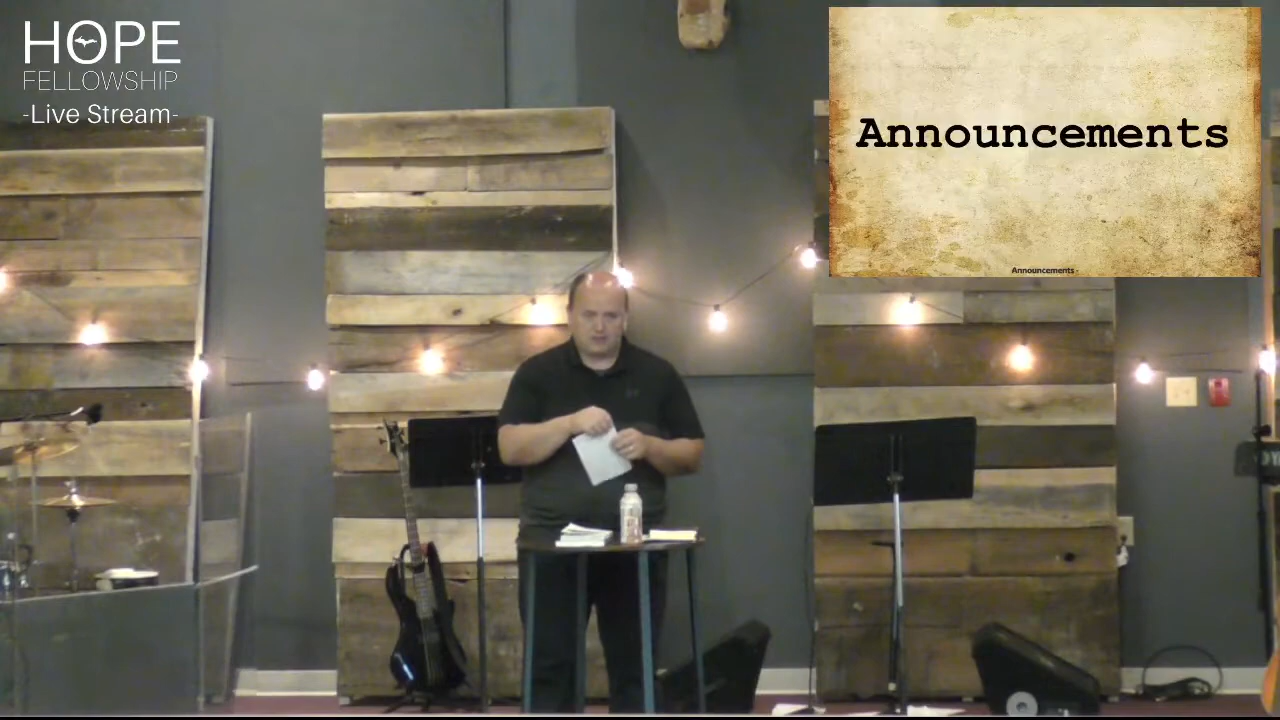 HOPE
FELLOWSHIP
-Live Stream-
Announcements
Announcements -